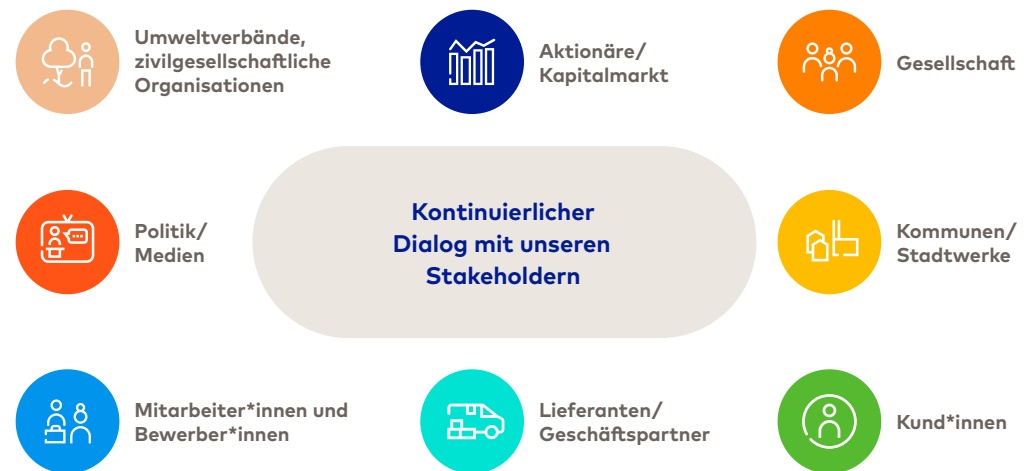 Umweltverbände,
zivilgesellschaftliche
Organisationen
Aktionäre/
Kapitalmarkt
Gesellschaft
Politik/
Medien
Kontinuierlicher
Dialog mit unseren
Stakeholdern
Kommunen/
Stadtwerke
Mitarbeiter*innen und
Bewerber*innen
Lieferanten/
Geschäftspartner
Kund*innen